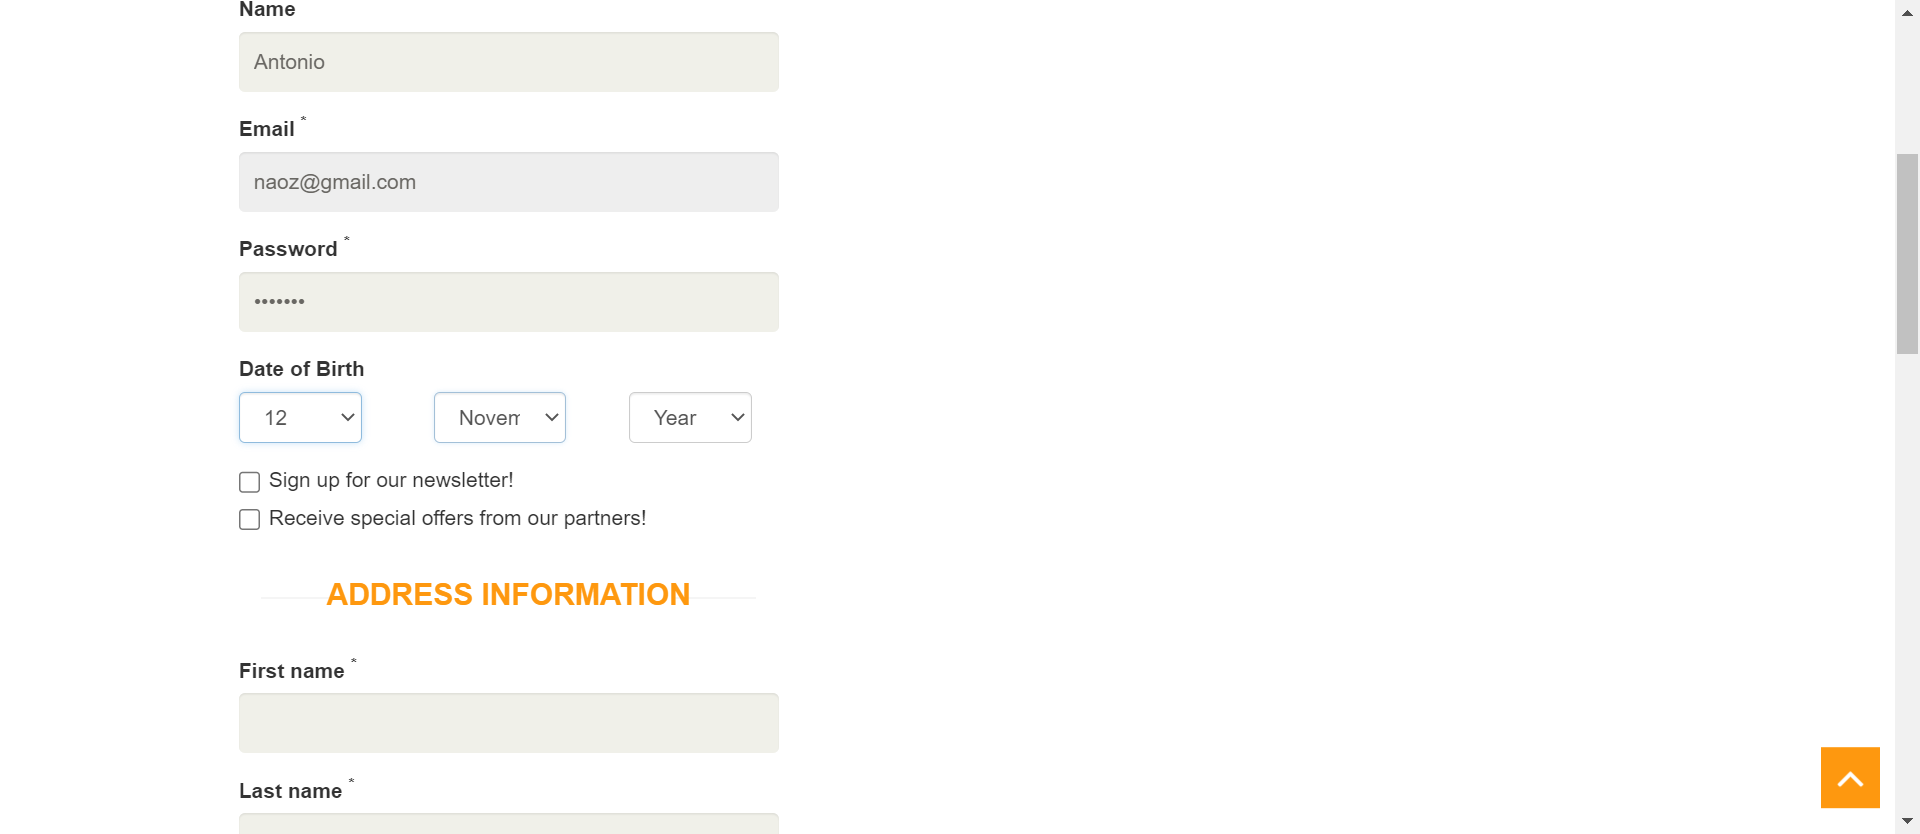 Name
Antonio
Email *
naoz@gmail.com
Password *
•••••••
Date of Birth
12 Novem Year
Sign up for our newsletter!
Receive special offers from our partners!
ADDRESS INFORMATION
First name *
Last name *